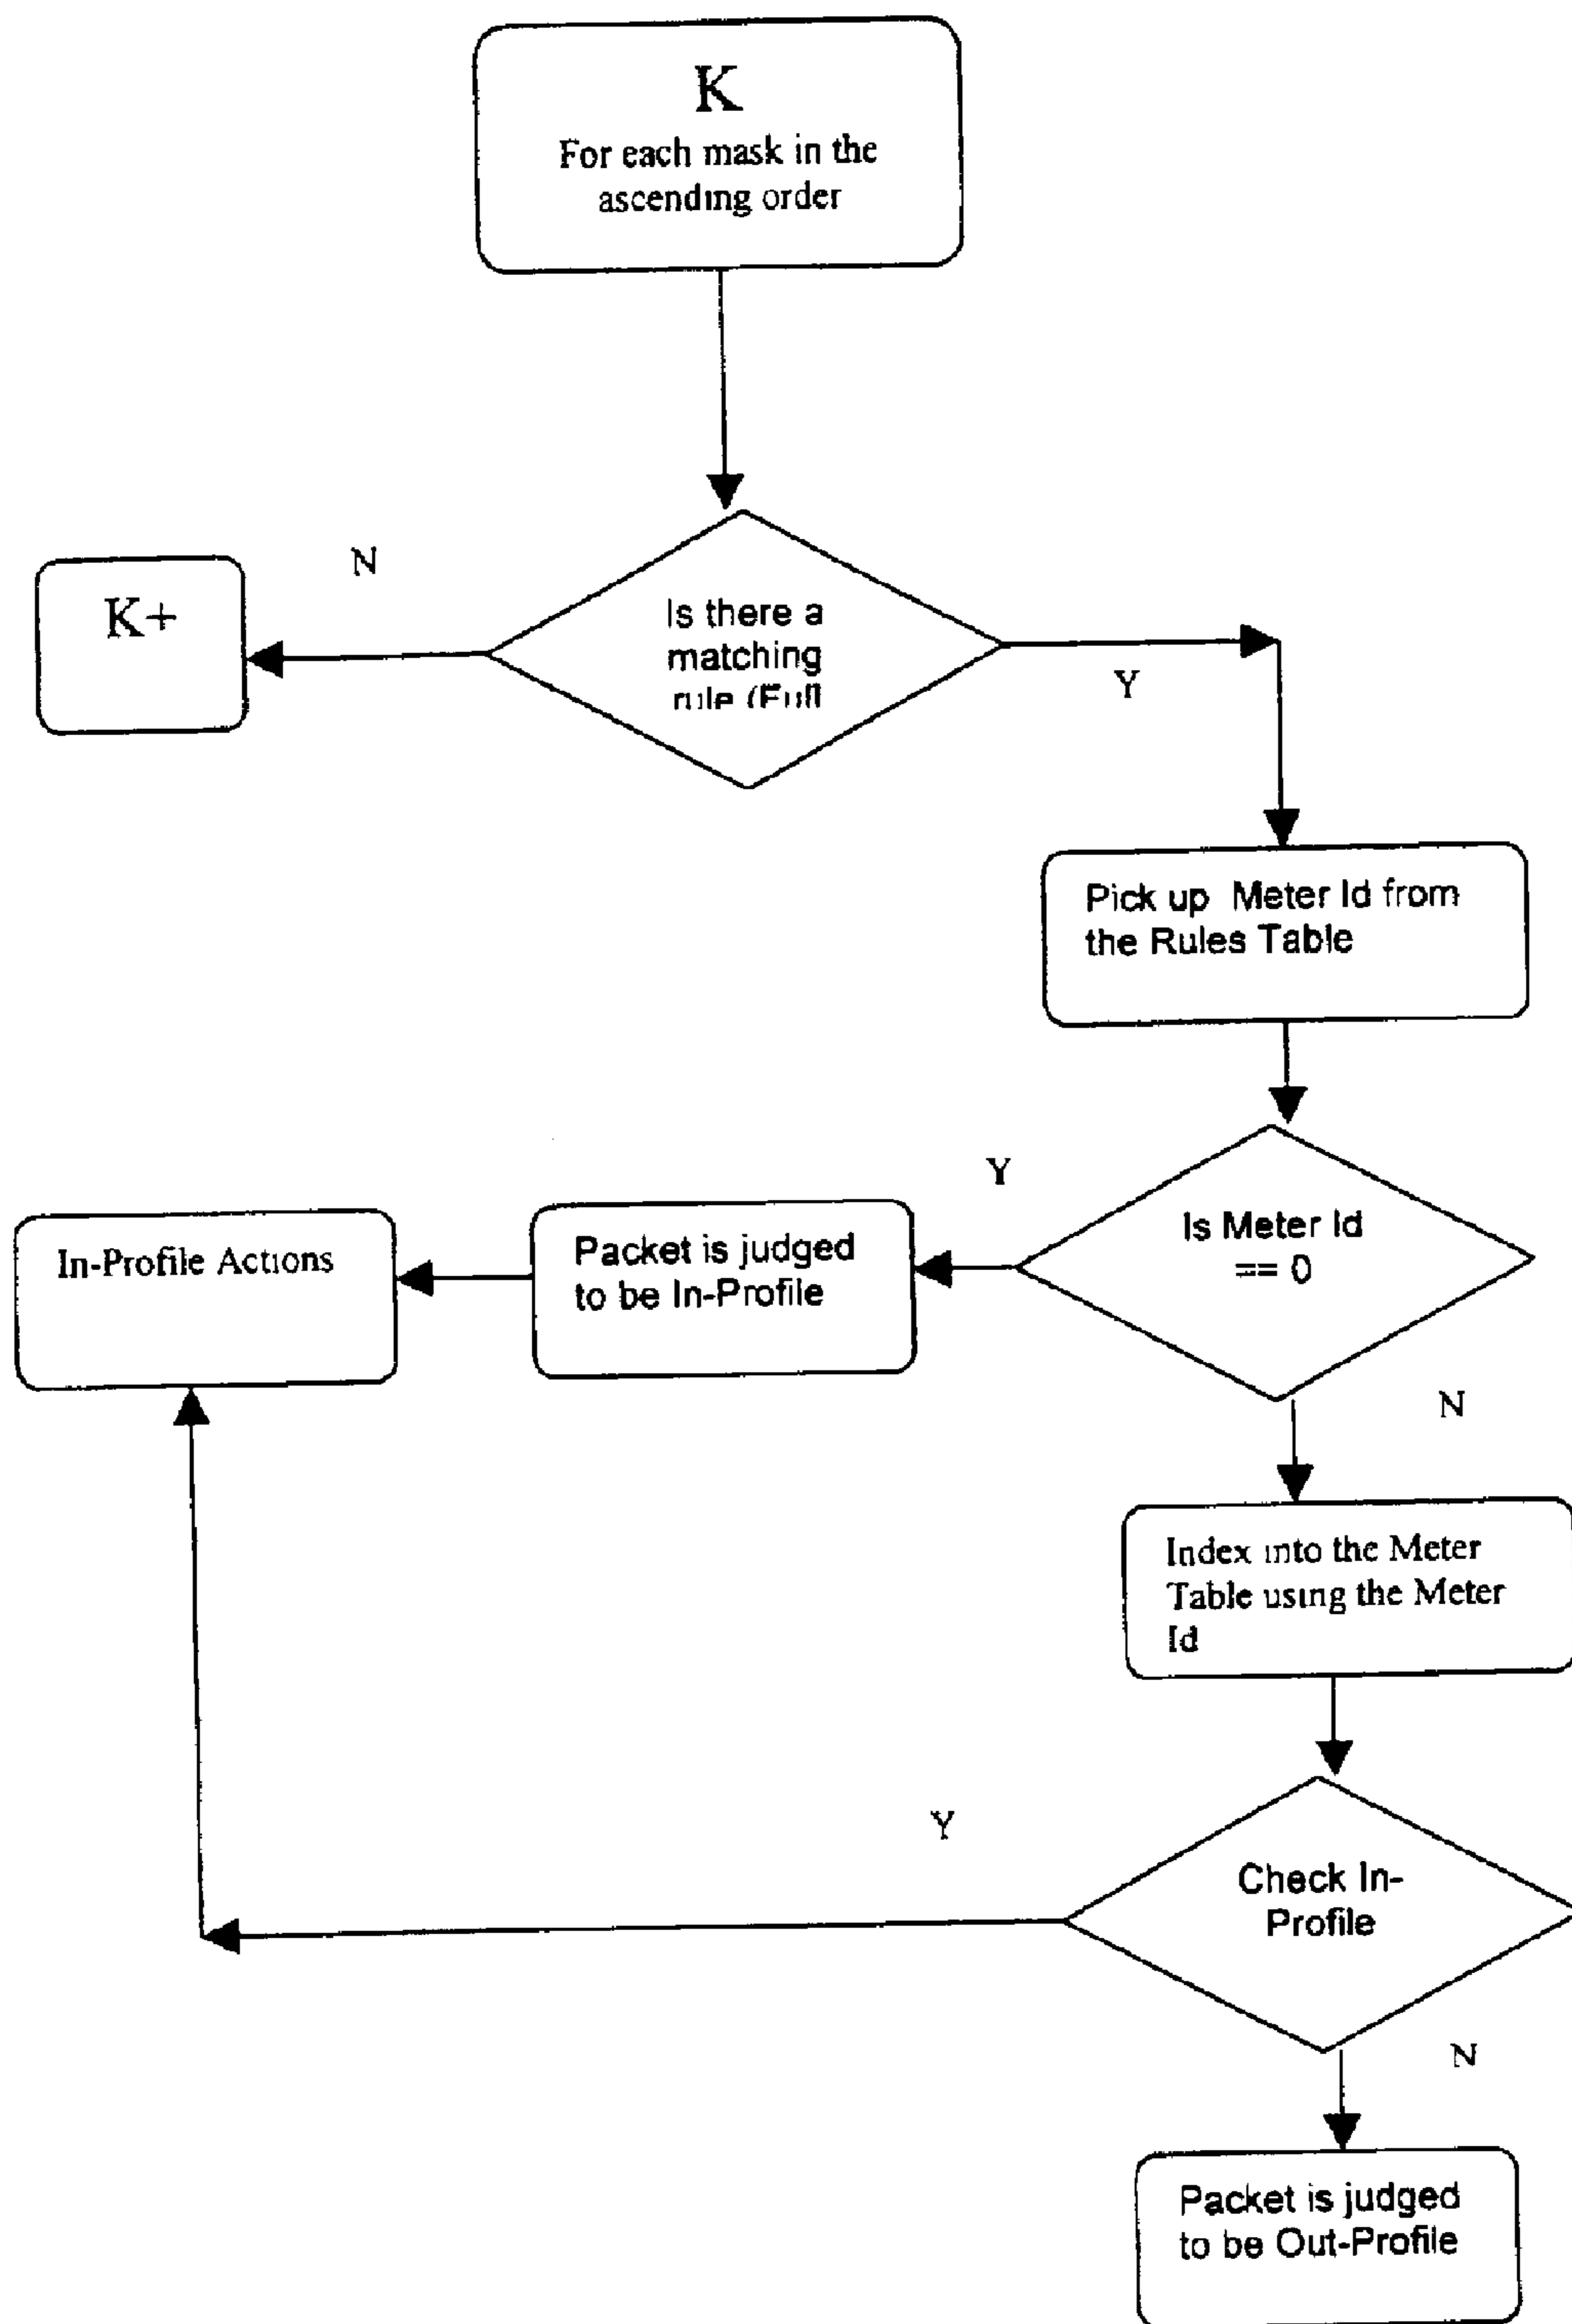 K
For each mask in the
ascending order
N
K+
Is there a
matching
rule (Full
Y
Pick up Meter Id from
the Rules Table
Y
Is Meter Id
== 0
In-Profile Actions
Packet is judged
to be In-Profile
N
Index into the Meter
Table using the Meter
Id
Y
Check In-
Profile
N
Packet is judged
to be Out-Profile